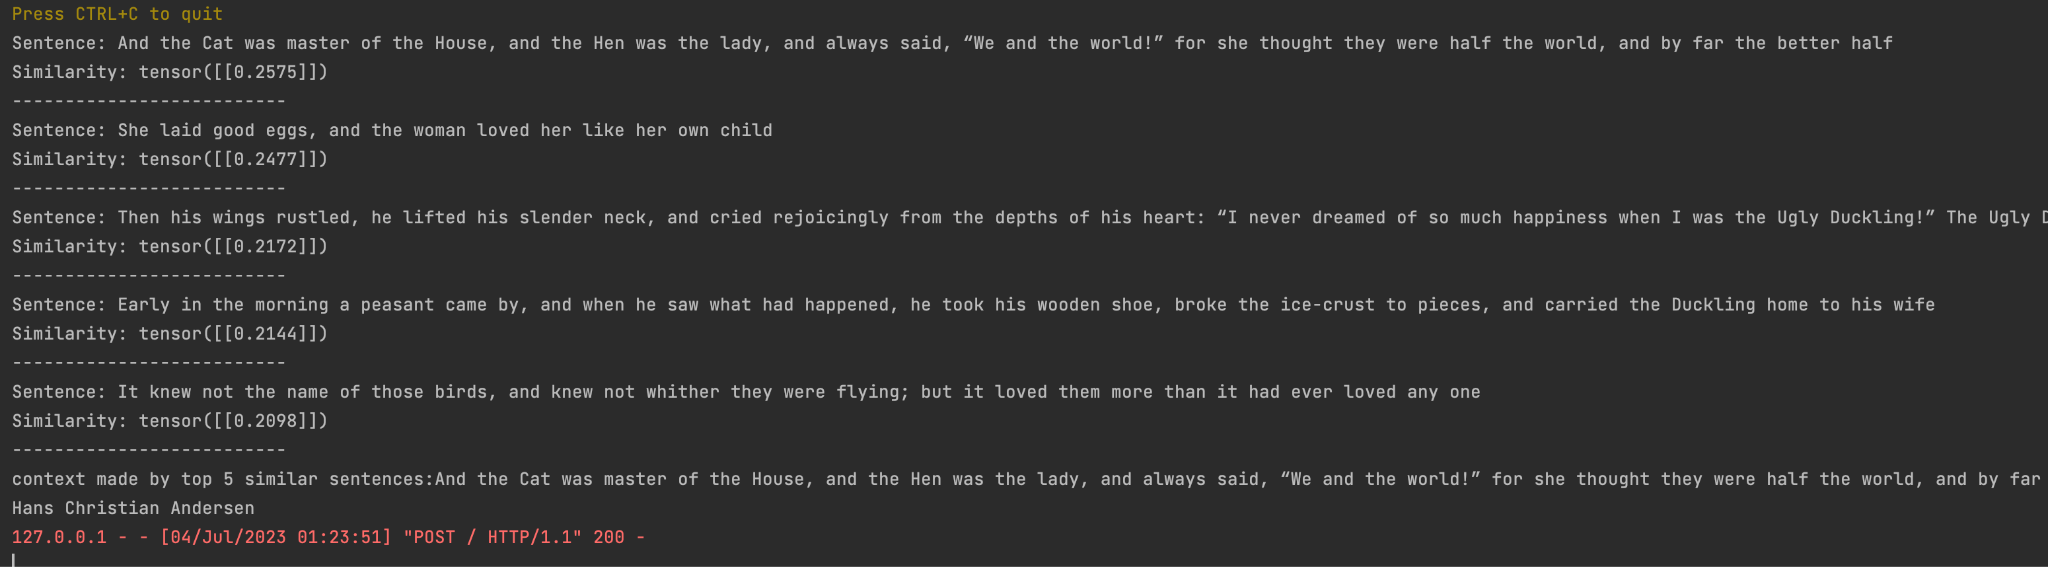 Press CTRL+C to quit
Sentence: And the Cat was master of the House, and the Hen was the lady, and always said, “We and the world!” for she thought they were half the world, and by far the better half
Similarity: tensor([[0.2575]])
--------------------------
Sentence: She laid good eggs, and the woman loved her like her own child
Similarity: tensor([[0.2477]])
--------------------------
Sentence: Then his wings rustled, he lifted his slender neck, and cried rejoicingly from the depths of his heart: “I never dreamed of so much happiness when I was the Ugly Duckling!” The Ugly D
Similarity: tensor([[0.2172]])
--------------------------
Sentence: Early in the morning a peasant came by, and when he saw what had happened, he took his wooden shoe, broke the ice-crust to pieces, and carried the Duckling home to his wife
Similarity: tensor([[0.2144]])
--------------------------
Sentence: It knew not the name of those birds, and knew not whither they were flying; but it loved them more than it had ever loved any one
Similarity: tensor([[0.2098]])
--------------------------
context made by top 5 similar sentences:And the Cat was master of the House, and the Hen was the lady, and always said, “We and the world!” for she thought they were half the world, and by far
Hans Christian Andersen
127.0.0.1 - - [04/Jul/2023 01:23:51] "POST / HTTP/1.1" 200 -